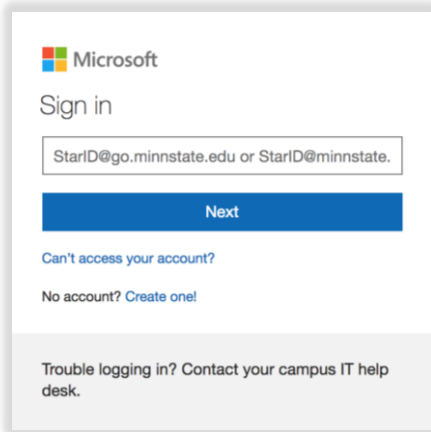 Microsoft
Sign in
StarID@go.minnstate.edu or StarID@minnstate.
Next
Can't access your account?
No account? Create one!
Trouble logging in? Contact your campus IT help
desk.